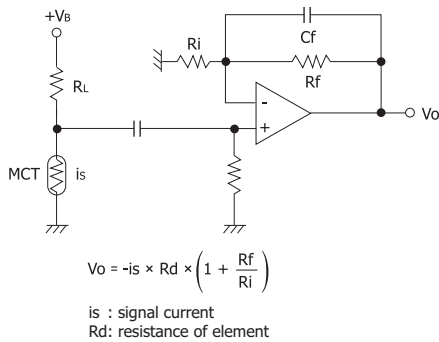 +VB
Ri
Cf
Rf
RL
-
+
Vo
MCT
is
Vo = -is × Rd × (1 + Rf/Ri)
is : signal current
Rd: resistance of element